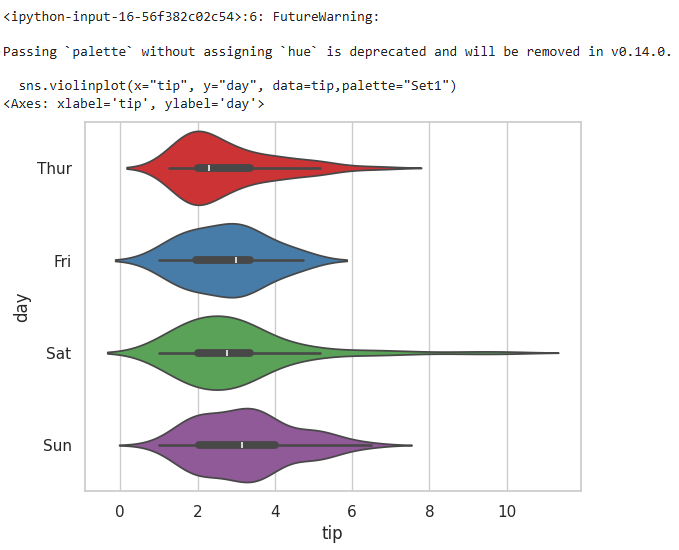 <ipython-input-16-56f382c02c54>:6: FutureWarning:
Passing `palette` without assigning `hue` is deprecated and will be removed in v0.14.0.
sns.violinplot(x="tip", y="day", data=tip,palette="Set1")
<Axes: xlabel='tip', ylabel='day'>
Thur
Fri
day
Sat
Sun
0 2 4 6 8 10
tip